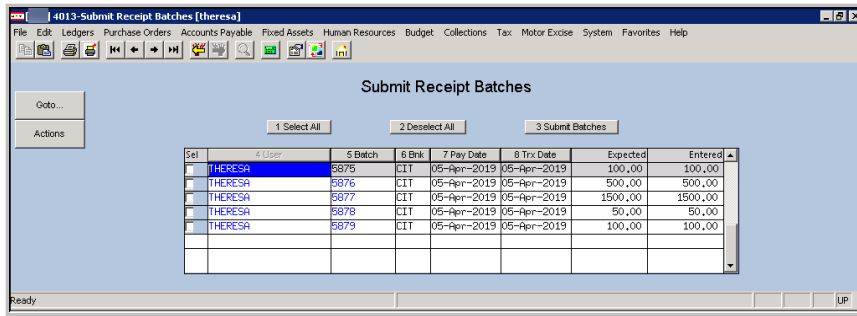 4013-Submit Receipt Batches [theresa]
File Edit Ledgers Purchase Orders Accounts Payable Fixed Assets Human Resources Budget Collections Tax Motor Excise System Favorites Help
Submit Receipt Batches
Goto...
1 Select All 2 Deselect All 3 Submit Batches
Actions
Sel 4 User 5 Batch 6 Bnk 7 Pay Date 8 Trx Date Expected Entered
THERESA 5875 CIT 05-Apr-2019 05-Apr-2019 100.00 100.00
THERESA 5876 CIT 05-Apr-2019 05-Apr-2019 500.00 500.00
THERESA 5877 CIT 05-Apr-2019 05-Apr-2019 1500.00 1500.00
THERESA 5878 CIT 05-Apr-2019 05-Apr-2019 50.00 50.00
THERESA 5879 CIT 05-Apr-2019 05-Apr-2019 100.00 100.00
Ready UP